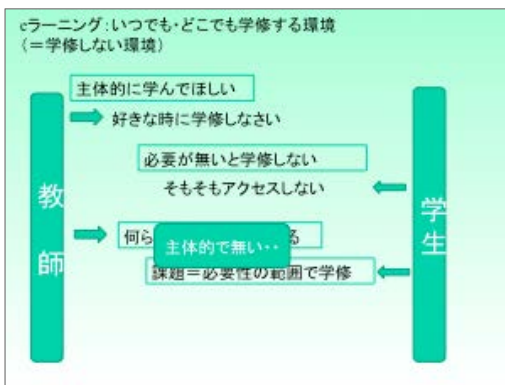 eラーニング:いつでも・どこでも学修する環境
(=学修しない環境)
主体的に学んでほしい
好きな時に学修しなさい
必要が無いと学修しない
そもそもアクセスしない
何ら
る
主体的で無い・・
課題=必要性の範囲で学修
教師
学生